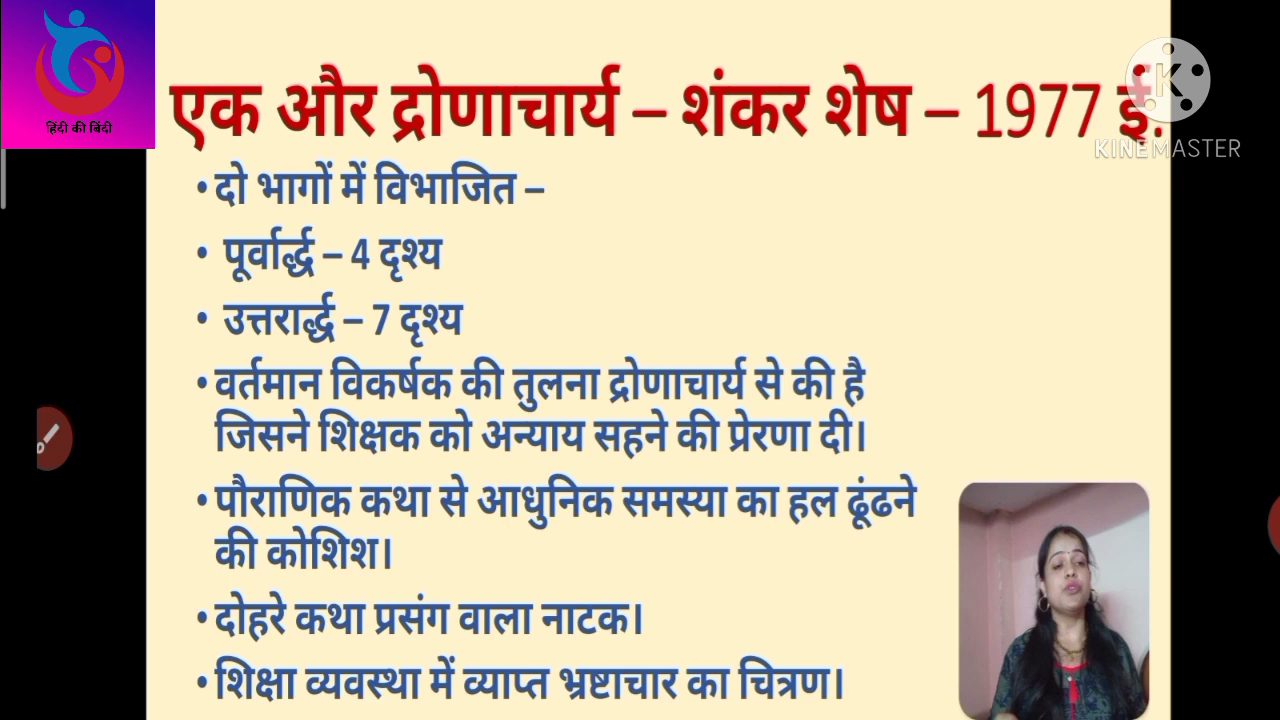 हिंदी की बिंदी
एक और द्रोणाचार्य – शंकर शेष – 1977 ई.
KINEMASTER
• दो भागों में विभाजित –
• पूर्वार्द्ध – 4 दृश्य
• उत्तरार्द्ध – 7 दृश्य
• वर्तमान विकर्षक की तुलना द्रोणाचार्य से की है
जिसने शिक्षक को अन्याय सहने की प्रेरणा दी।
• पौराणिक कथा से आधुनिक समस्या का हल ढूंढने
की कोशिश।
• दोहरे कथा प्रसंग वाला नाटक।
• शिक्षा व्यवस्था में व्याप्त भ्रष्टाचार का चित्रण।